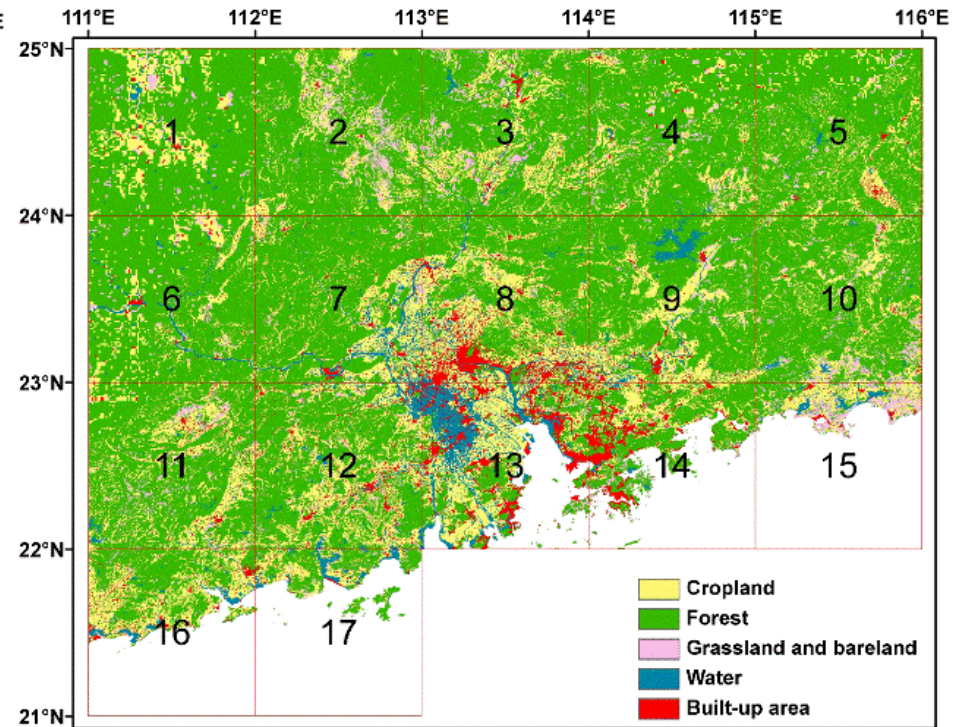 E
111°E 112°E 113°E 114°E 115°E 116°E
25°N
1 2 3 4 5
24°N
6 7 8 9 10
23°N
11 12 13 14 15
22°N
16 17
21°N
Cropland
Forest
Grassland and bareland
Water
Built-up area